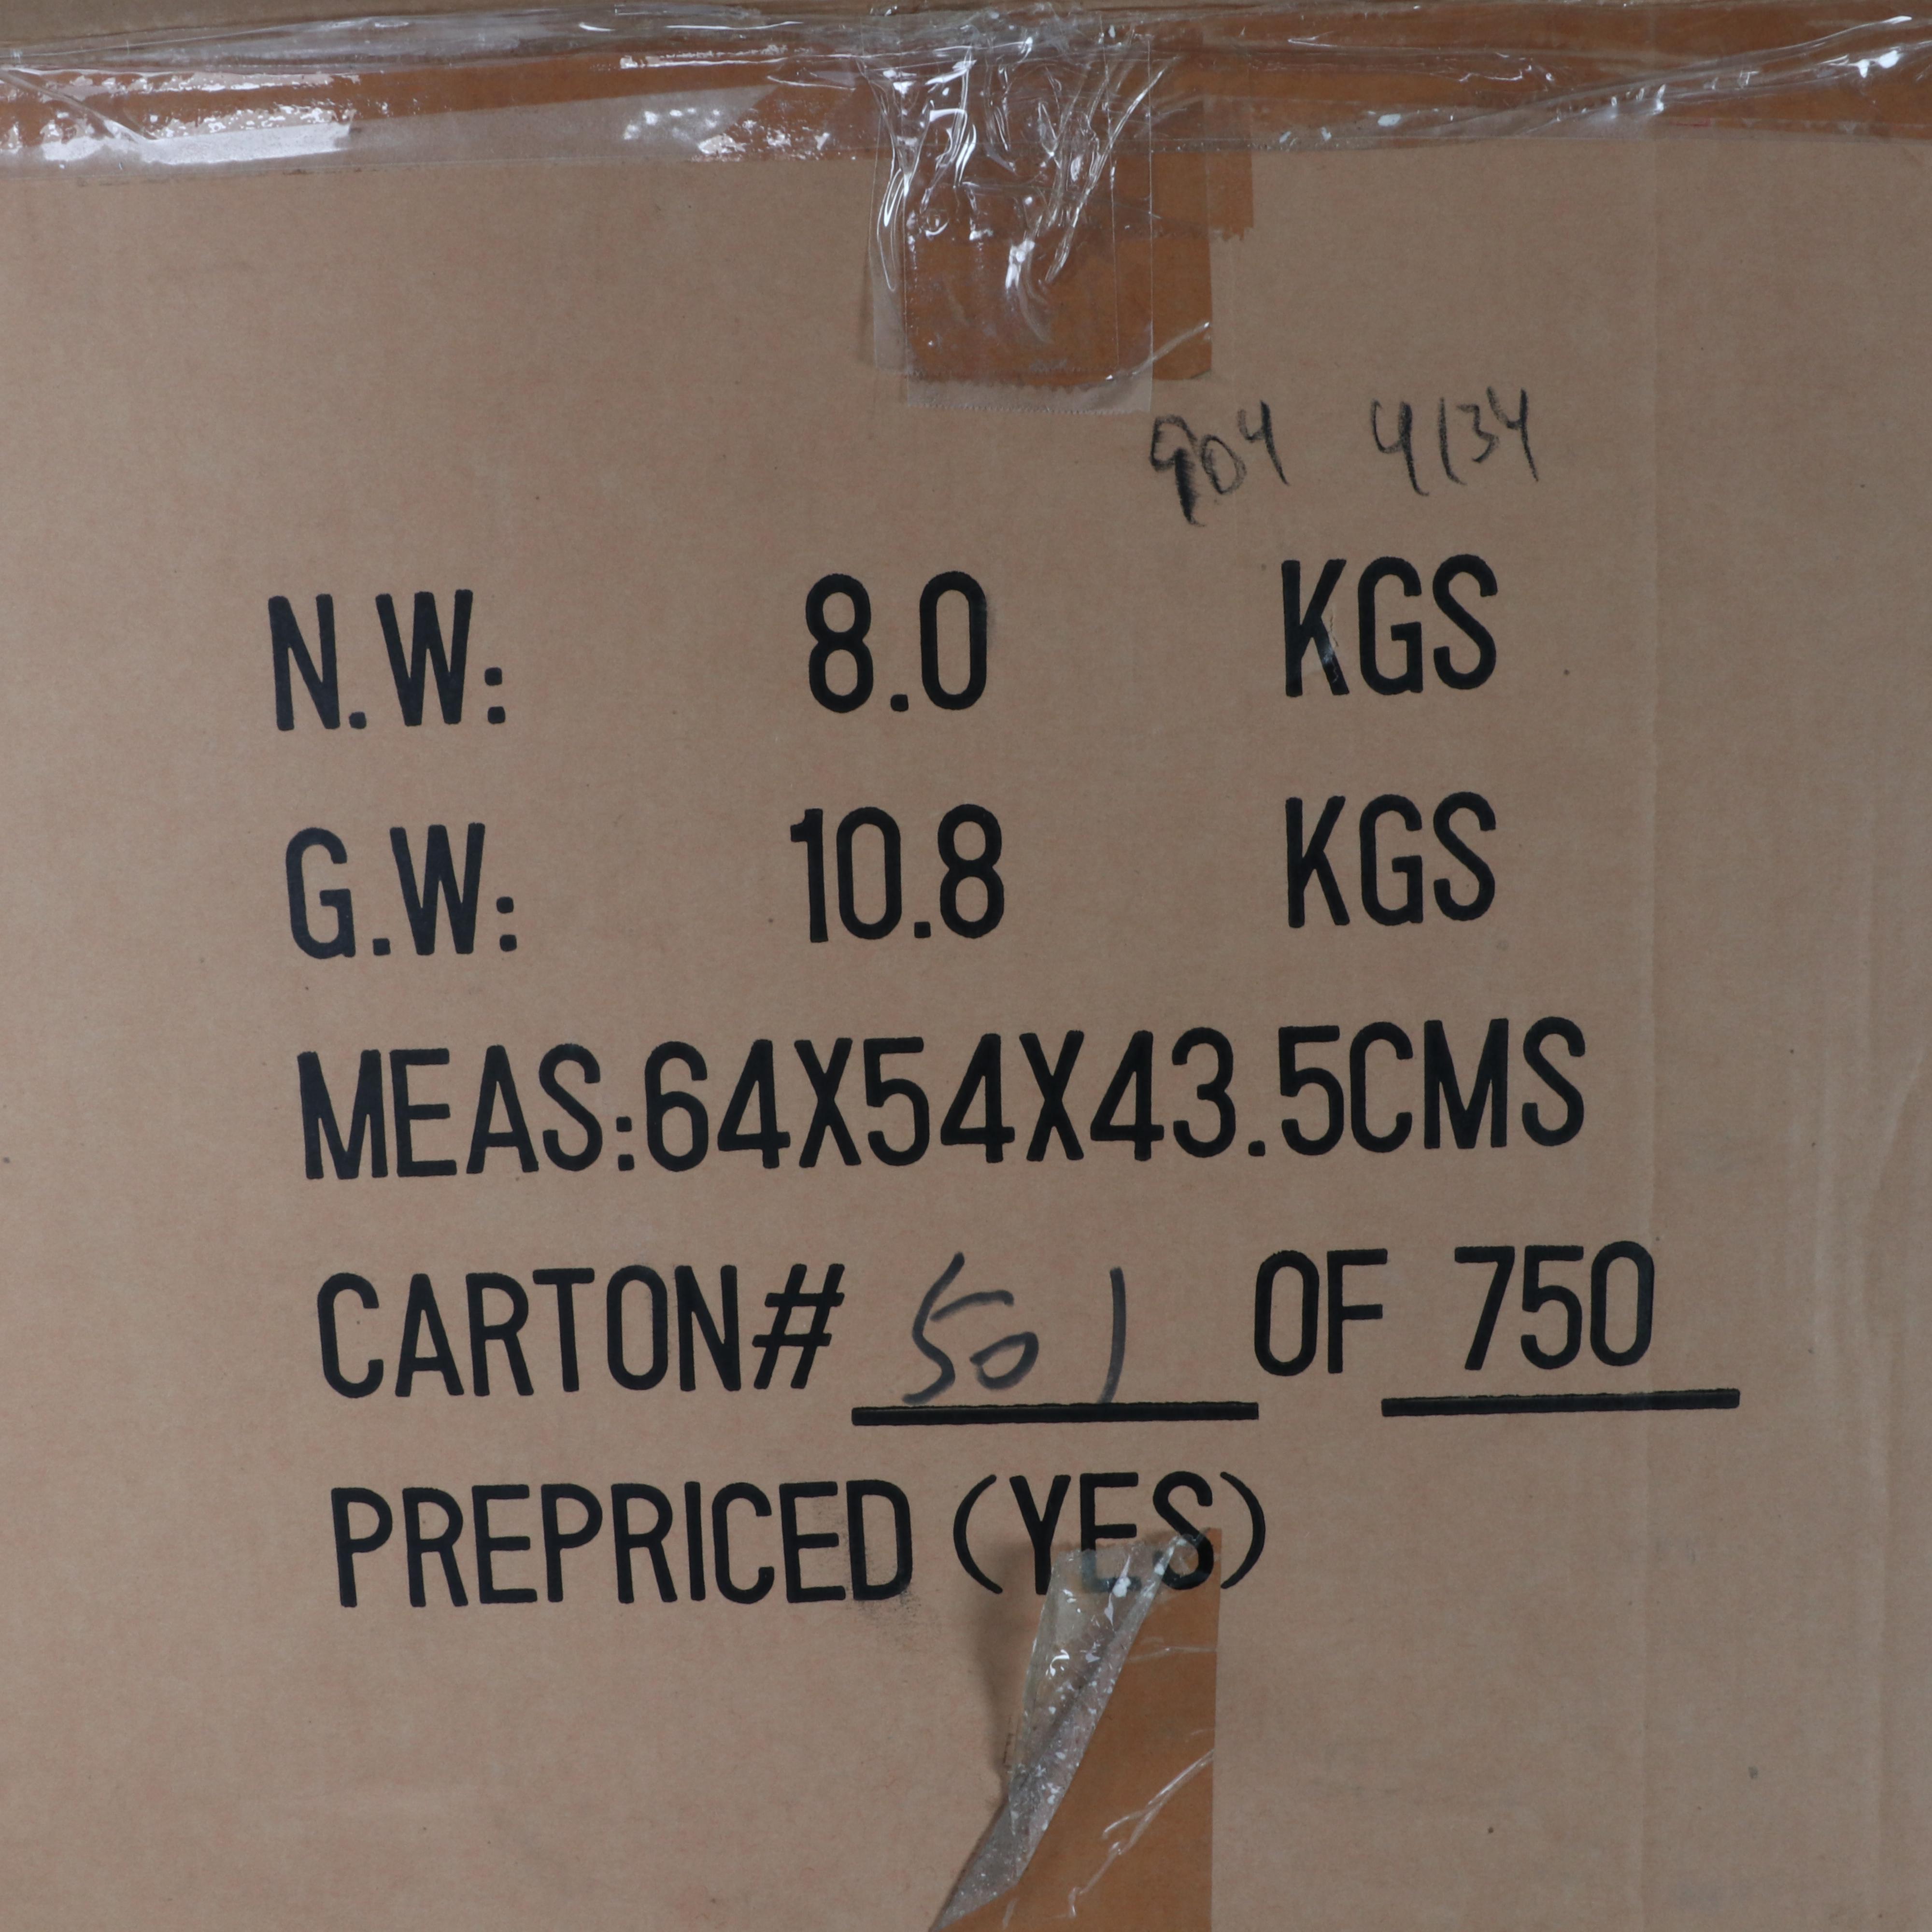 904 4134
N.W: 8.0 KGS
G.W: 10.8 KGS
MEAS:64X54X43.5CMS
CARTON# 501 OF 750
PREPRICED (YES)